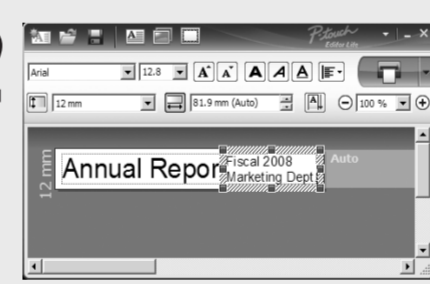 P-touch
Editor Lite
Arial
12.8
A A A A A
A
12 mm
81.9 mm (Auto)
100 %
12 mm
Annual Repor
Fiscal 2008
Marketing Dept
Auto